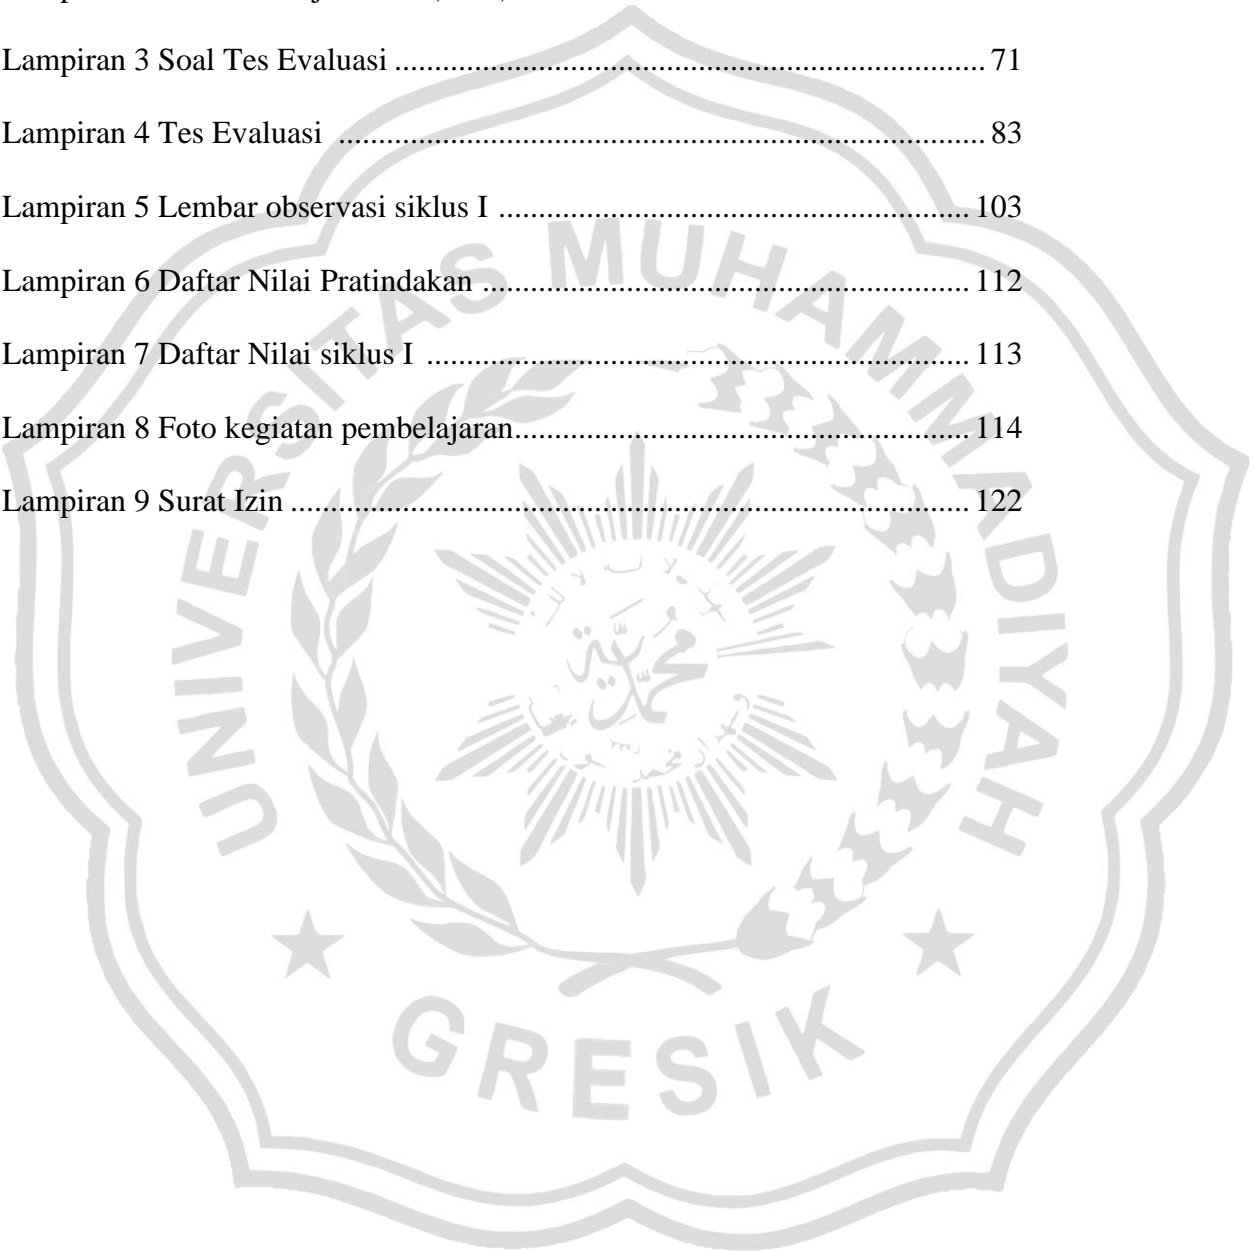 Lampiran 3 Soal Tes Evaluasi ........................................................................... 71
Lampiran 4 Tes Evaluasi .................................................................................. 83
Lampiran 5 Lembar observasi siklus I ............................................................ 103
Lampiran 6 Daftar Nilai Pratindakan .............................................................. 112
Lampiran 7 Daftar Nilai siklus I ..................................................................... 113
Lampiran 8 Foto kegiatan pembelajaran.......................................................... 114
Lampiran 9 Surat Izin ...................................................................................... 122
UNIVERSITAS MUHAMMADIYAH
محمدية
GRESIK